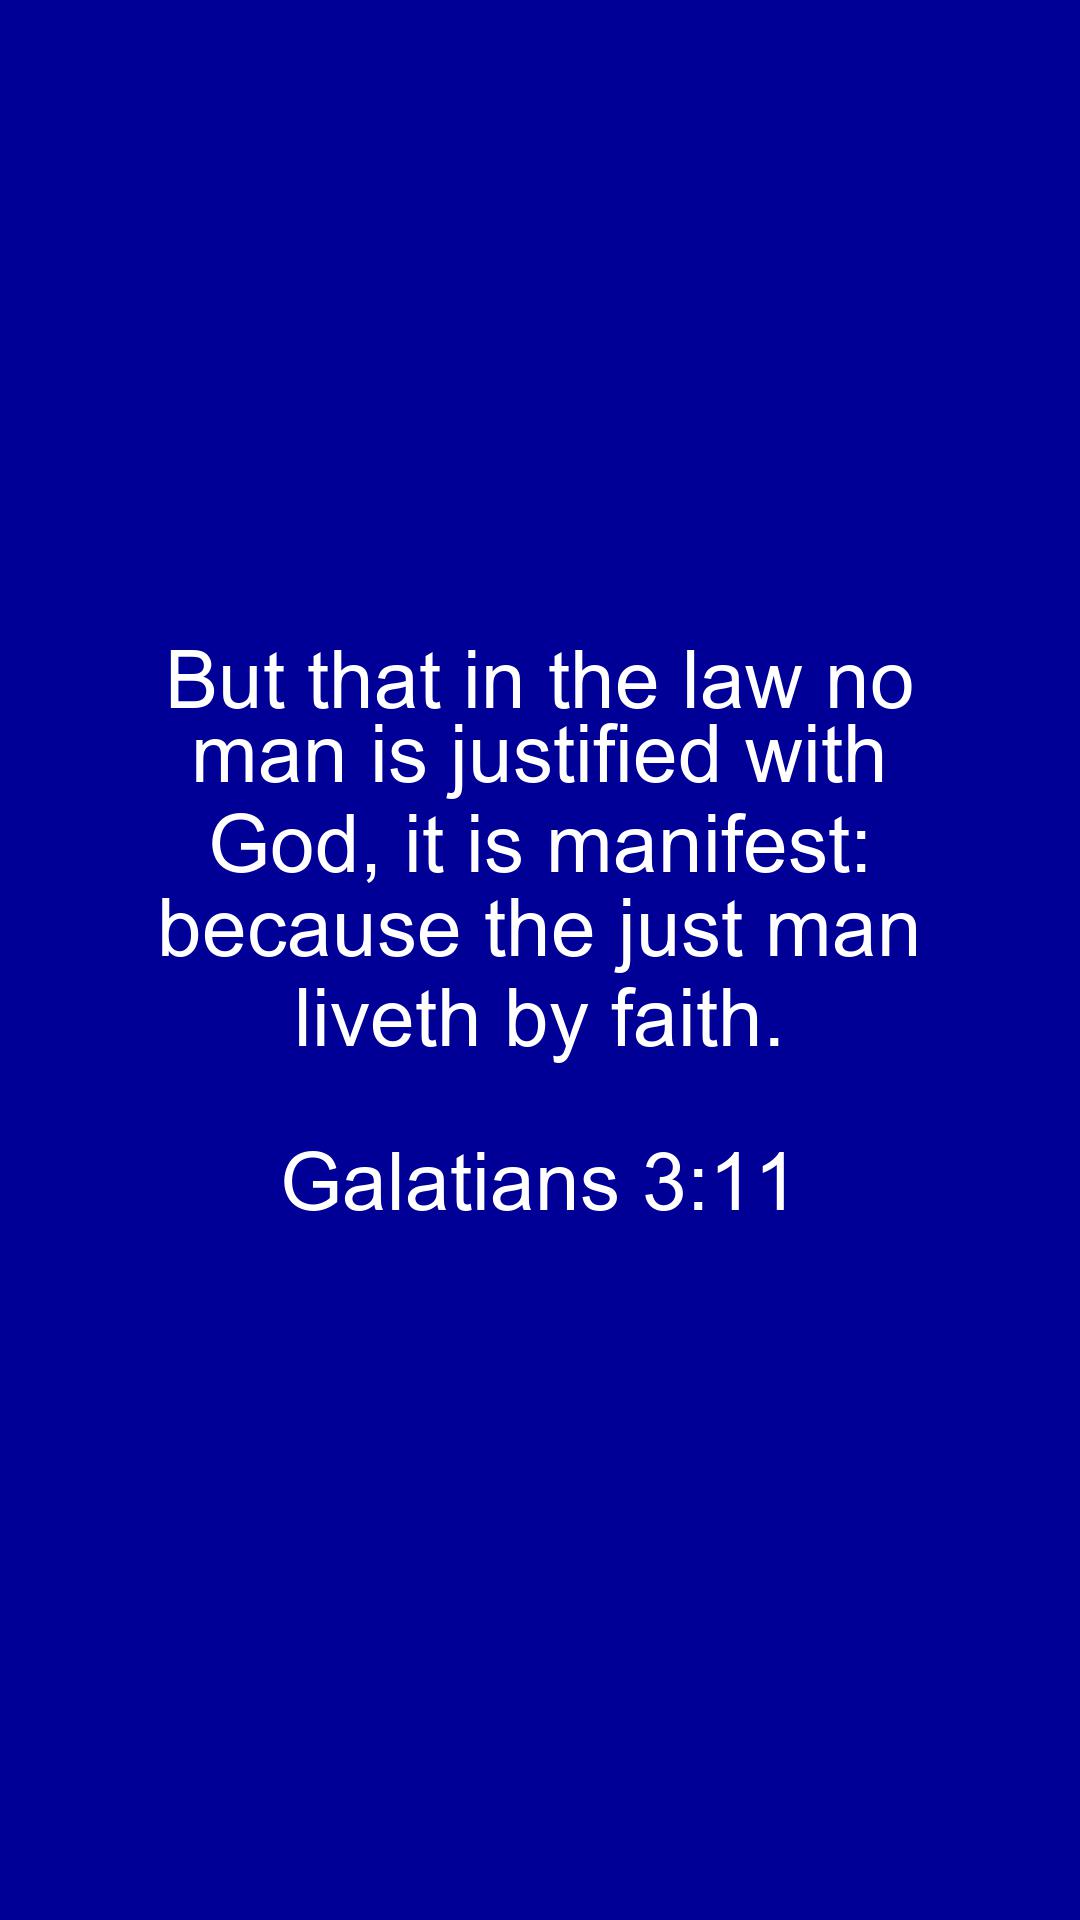 But that in the law no
man is justified with
God, it is manifest:
because the just man
liveth by faith.
Galatians 3:11